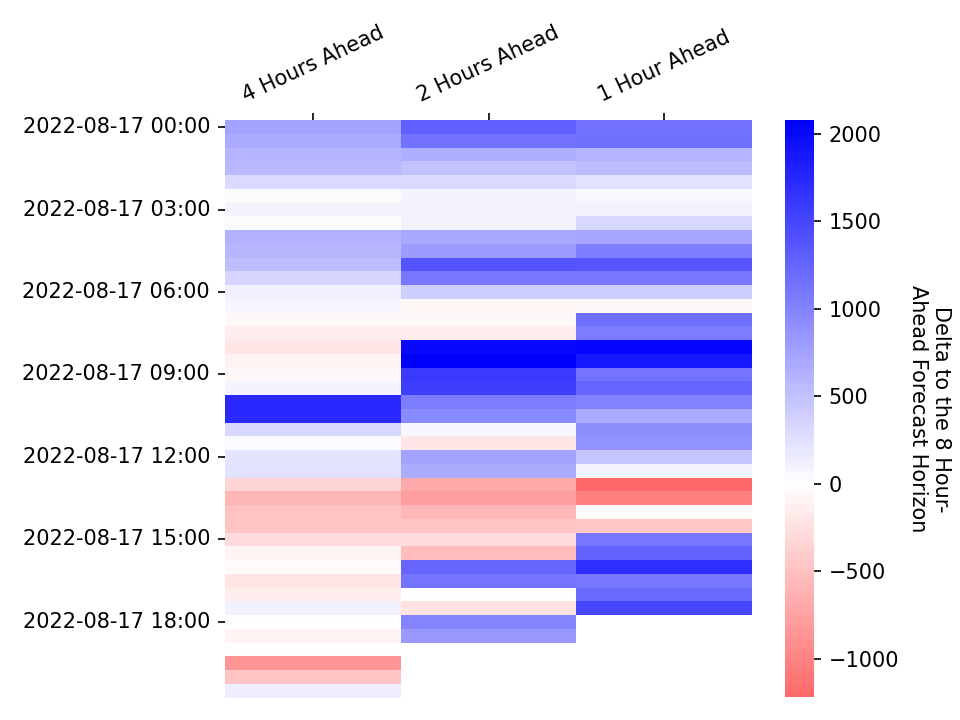 4 Hours Ahead
2 Hours Ahead
1 Hour Ahead
2022-08-17 00:00
2022-08-17 03:00
2022-08-17 06:00
2022-08-17 09:00
2022-08-17 12:00
2022-08-17 15:00
2022-08-17 18:00
2000
1500
1000
500
0
−500
−1000
Delta to the 8 Hour-
Ahead Forecast Horizon